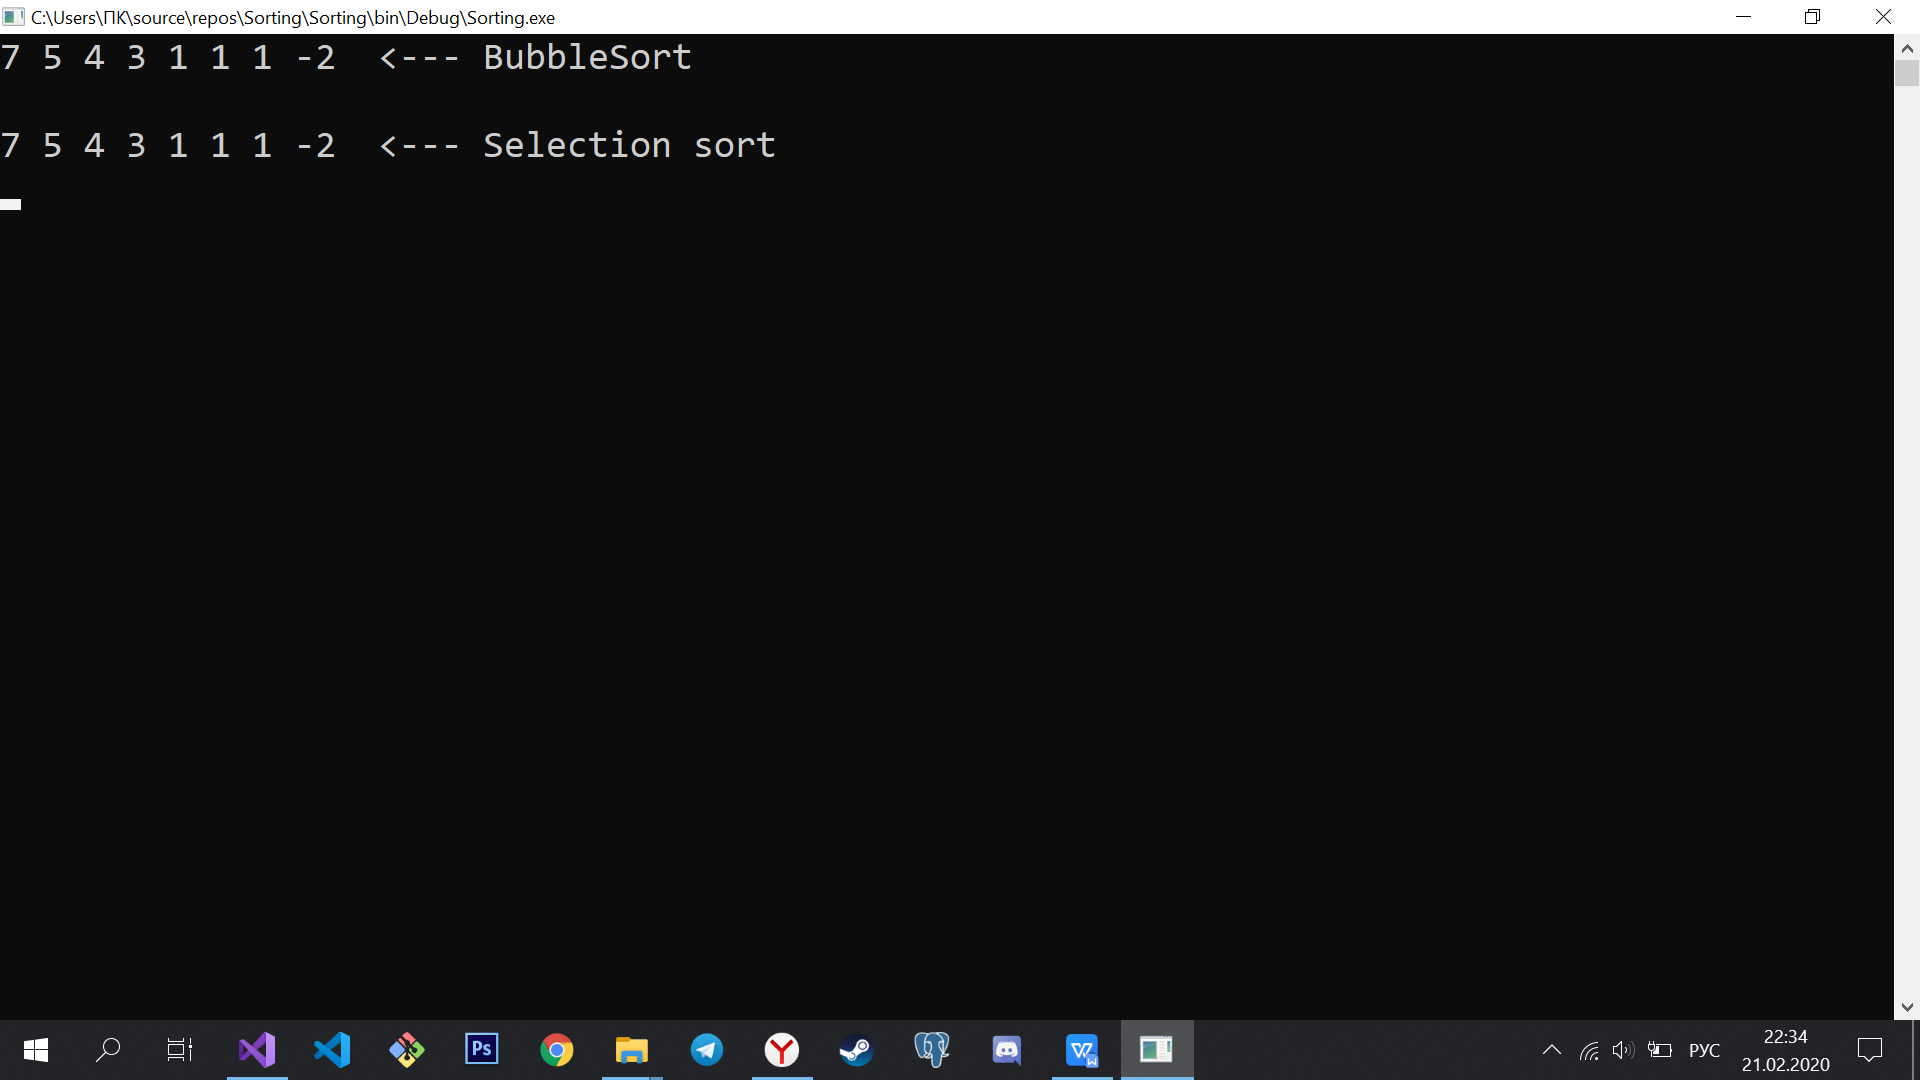 C:\Users\ПК\source\repos\Sorting\Sorting\bin\Debug\Sorting.exe
7 5 4 3 1 1 1 -2  <--- BubbleSort
7 5 4 3 1 1 1 -2  <--- Selection sort
Ps
РУС
22:34
21.02.2020